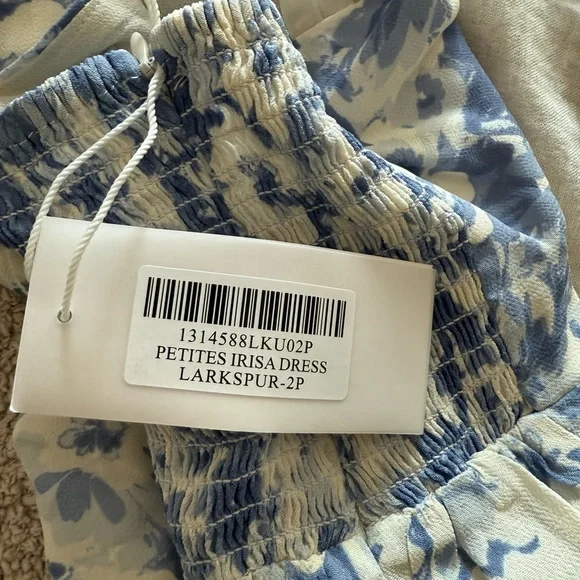 1314588LKU02P
PETITES IRISA DRESS
LARKSPUR-2P